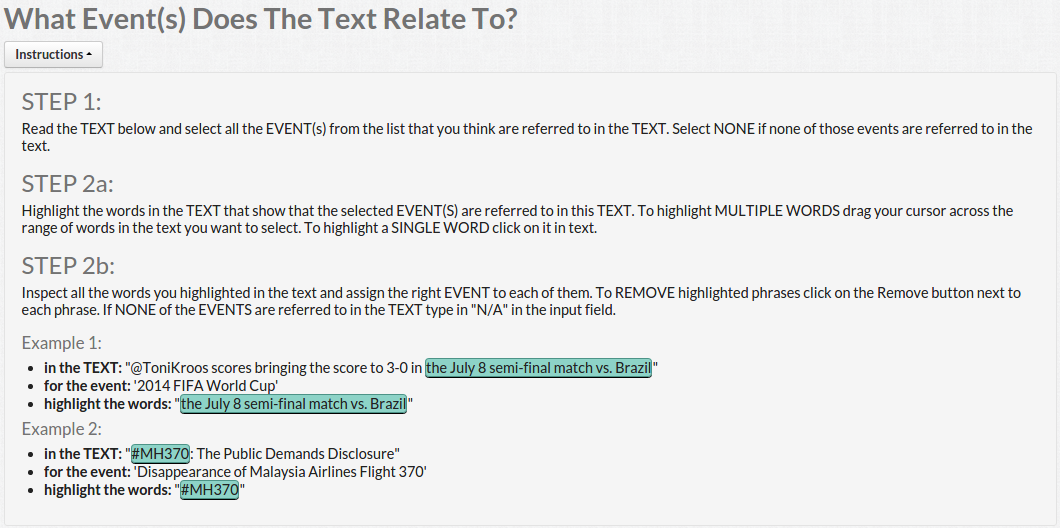 What Event(s) Does The Text Relate To?
Instructions
STEP 1:
Read the TEXT below and select all the EVENT(s) from the list that you think are referred to in the TEXT. Select NONE if none of those events are referred to in the
text.
STEP 2a:
Highlight the words in the TEXT that show that the selected EVENT(S) are referred to in this TEXT. To highlight MULTIPLE WORDS drag your cursor across the
range of words in the text you want to select. To highlight a SINGLE WORD click on it in text.
STEP 2b:
Inspect all the words you highlighted in the text and assign the right EVENT to each of them. To REMOVE highlighted phrases click on the Remove button next to
each phrase. If NONE of the EVENTS are referred to in the TEXT type in "N/A" in the input field.
Example 1:
• in the TEXT: "@ToniKroos scores bringing the score to 3-0 in the July 8 semi-final match vs. Brazil"
• for the event: '2014 FIFA World Cup'
• highlight the words: "the July 8 semi-final match vs. Brazil"
Example 2:
• in the TEXT: "#MH370: The Public Demands Disclosure"
• for the event: 'Disappearance of Malaysia Airlines Flight 370'
• highlight the words: "#MH370"